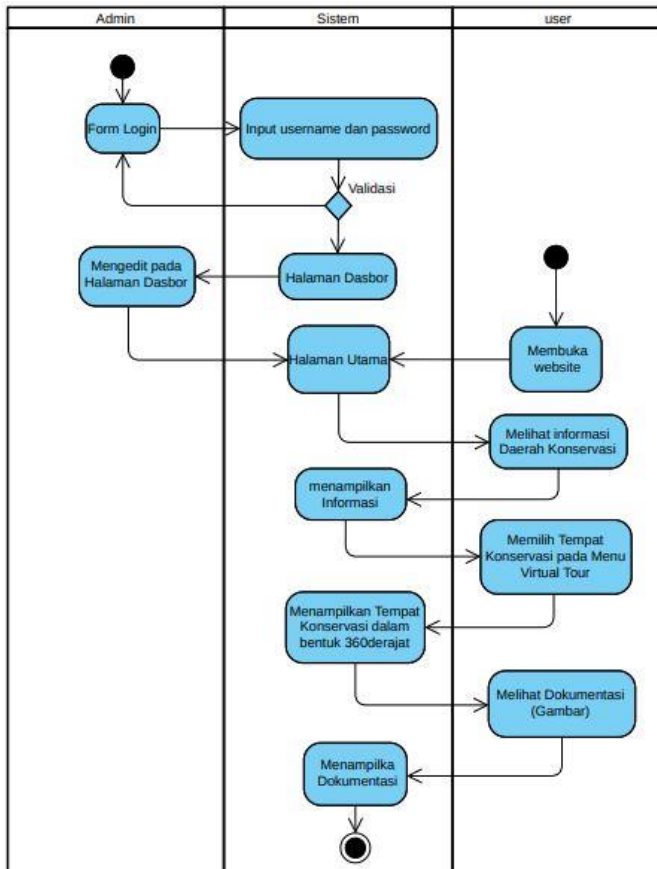 Admin
Sistem
user
Form Login
Input username dan password
Validasi
Mengedit pada
Halaman Dasbor
Halaman Dasbor
Halaman Utama
Membuka
website
Melihat informasi
Daerah Konservasi
menampilkan
Informasi
Memilih Tempat
Konservasi pada Menu
Virtual Tour
Menampilkan Tempat
Konservasi dalam
bentuk 360derajat
Melihat Dokumentasi
(Gambar)
Menampilka
Dokumentasi